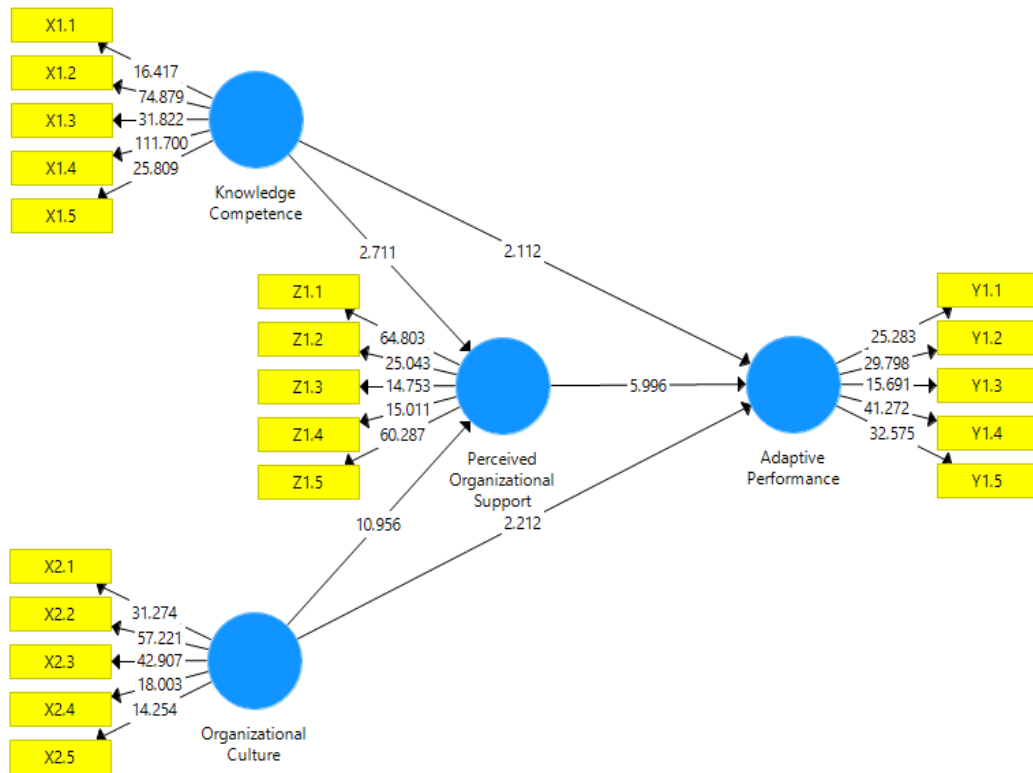 X1.1
X1.2
X1.3
X1.4
X1.5
16.417
74.879
31.822
111.700
25.809
Knowledge
Competence
2.711
2.112
Z1.1
Z1.2
Z1.3
Z1.4
Z1.5
64.803
25.043
14.753
15.011
60.287
Perceived
Organizational
Support
5.996
Y1.1
Y1.2
Y1.3
Y1.4
Y1.5
25.283
29.798
15.691
41.272
32.575
Adaptive
Performance
10.956
2.212
X2.1
X2.2
X2.3
X2.4
X2.5
31.274
57.221
42.907
18.003
14.254
Organizational
Culture